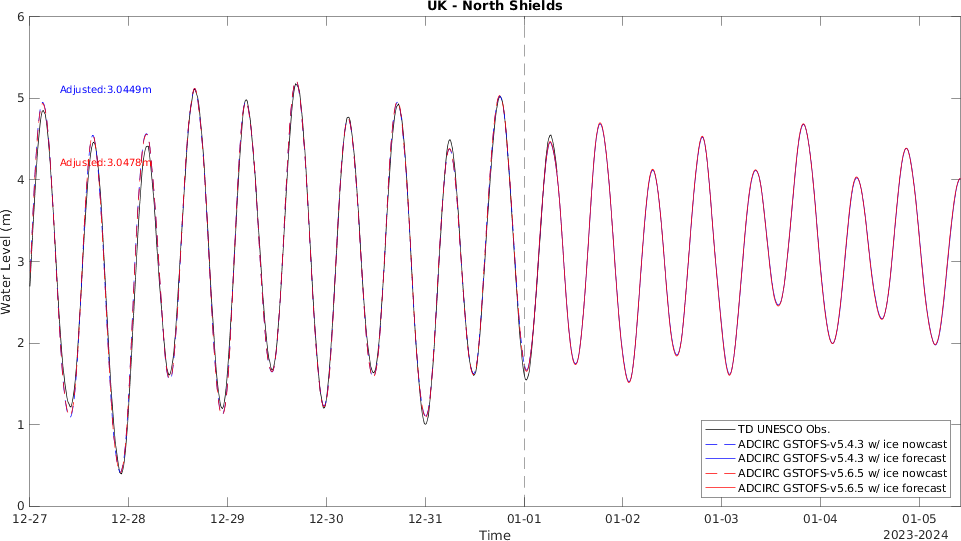 UK - North Shields
6
5
4
3
2
1
0
Water Level (m)
Adjusted:3.0449m
Adjusted:3.0478m
TD UNESCO Obs.
ADCIRC GSTOFS-v5.4.3 w/ ice nowcast
ADCIRC GSTOFS-v5.4.3 w/ ice forecast
ADCIRC GSTOFS-v5.6.5 w/ ice nowcast
ADCIRC GSTOFS-v5.6.5 w/ ice forecast
12-27 12-28 12-29 12-30 12-31 01-01 01-02 01-03 01-04 01-05
Time
2023-2024